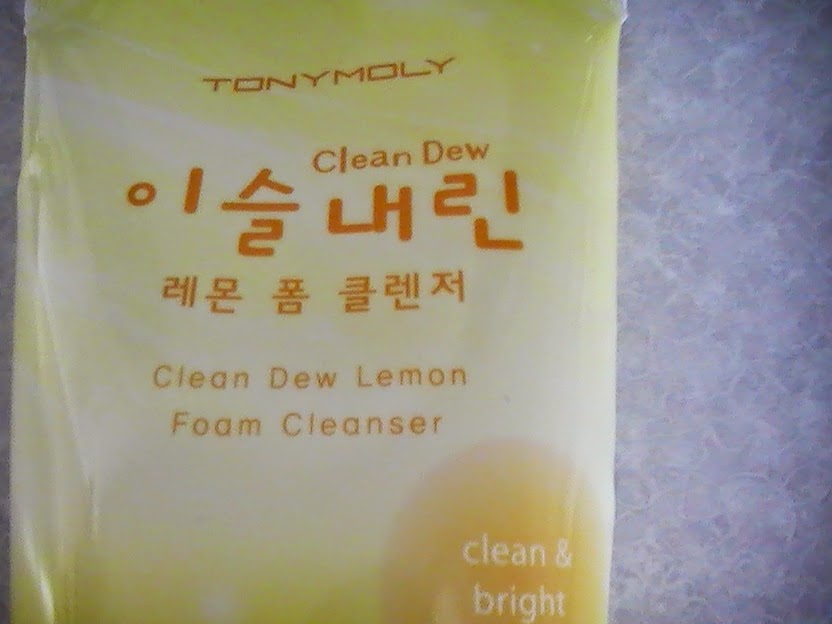 TONYMOLY
Clean Dew
이슬내린
레몬 폼 클렌저
Clean Dew Lemon
Foam Cleanser
clean &
bright